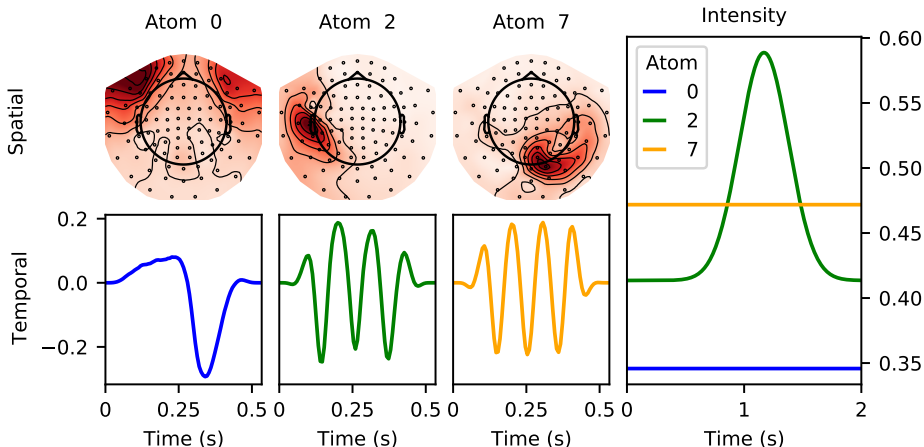 Atom 0
Atom 2
Atom 7
Intensity
Spatial
Temporal
0.2
0.0
−0.2
0 0.25 0.5
Time (s)
0 0.25 0.5
Time (s)
0 0.25 0.5
Time (s)
Atom
0
2
7
0.60
0.55
0.50
0.45
0.40
0.35
0 1 2
Time (s)